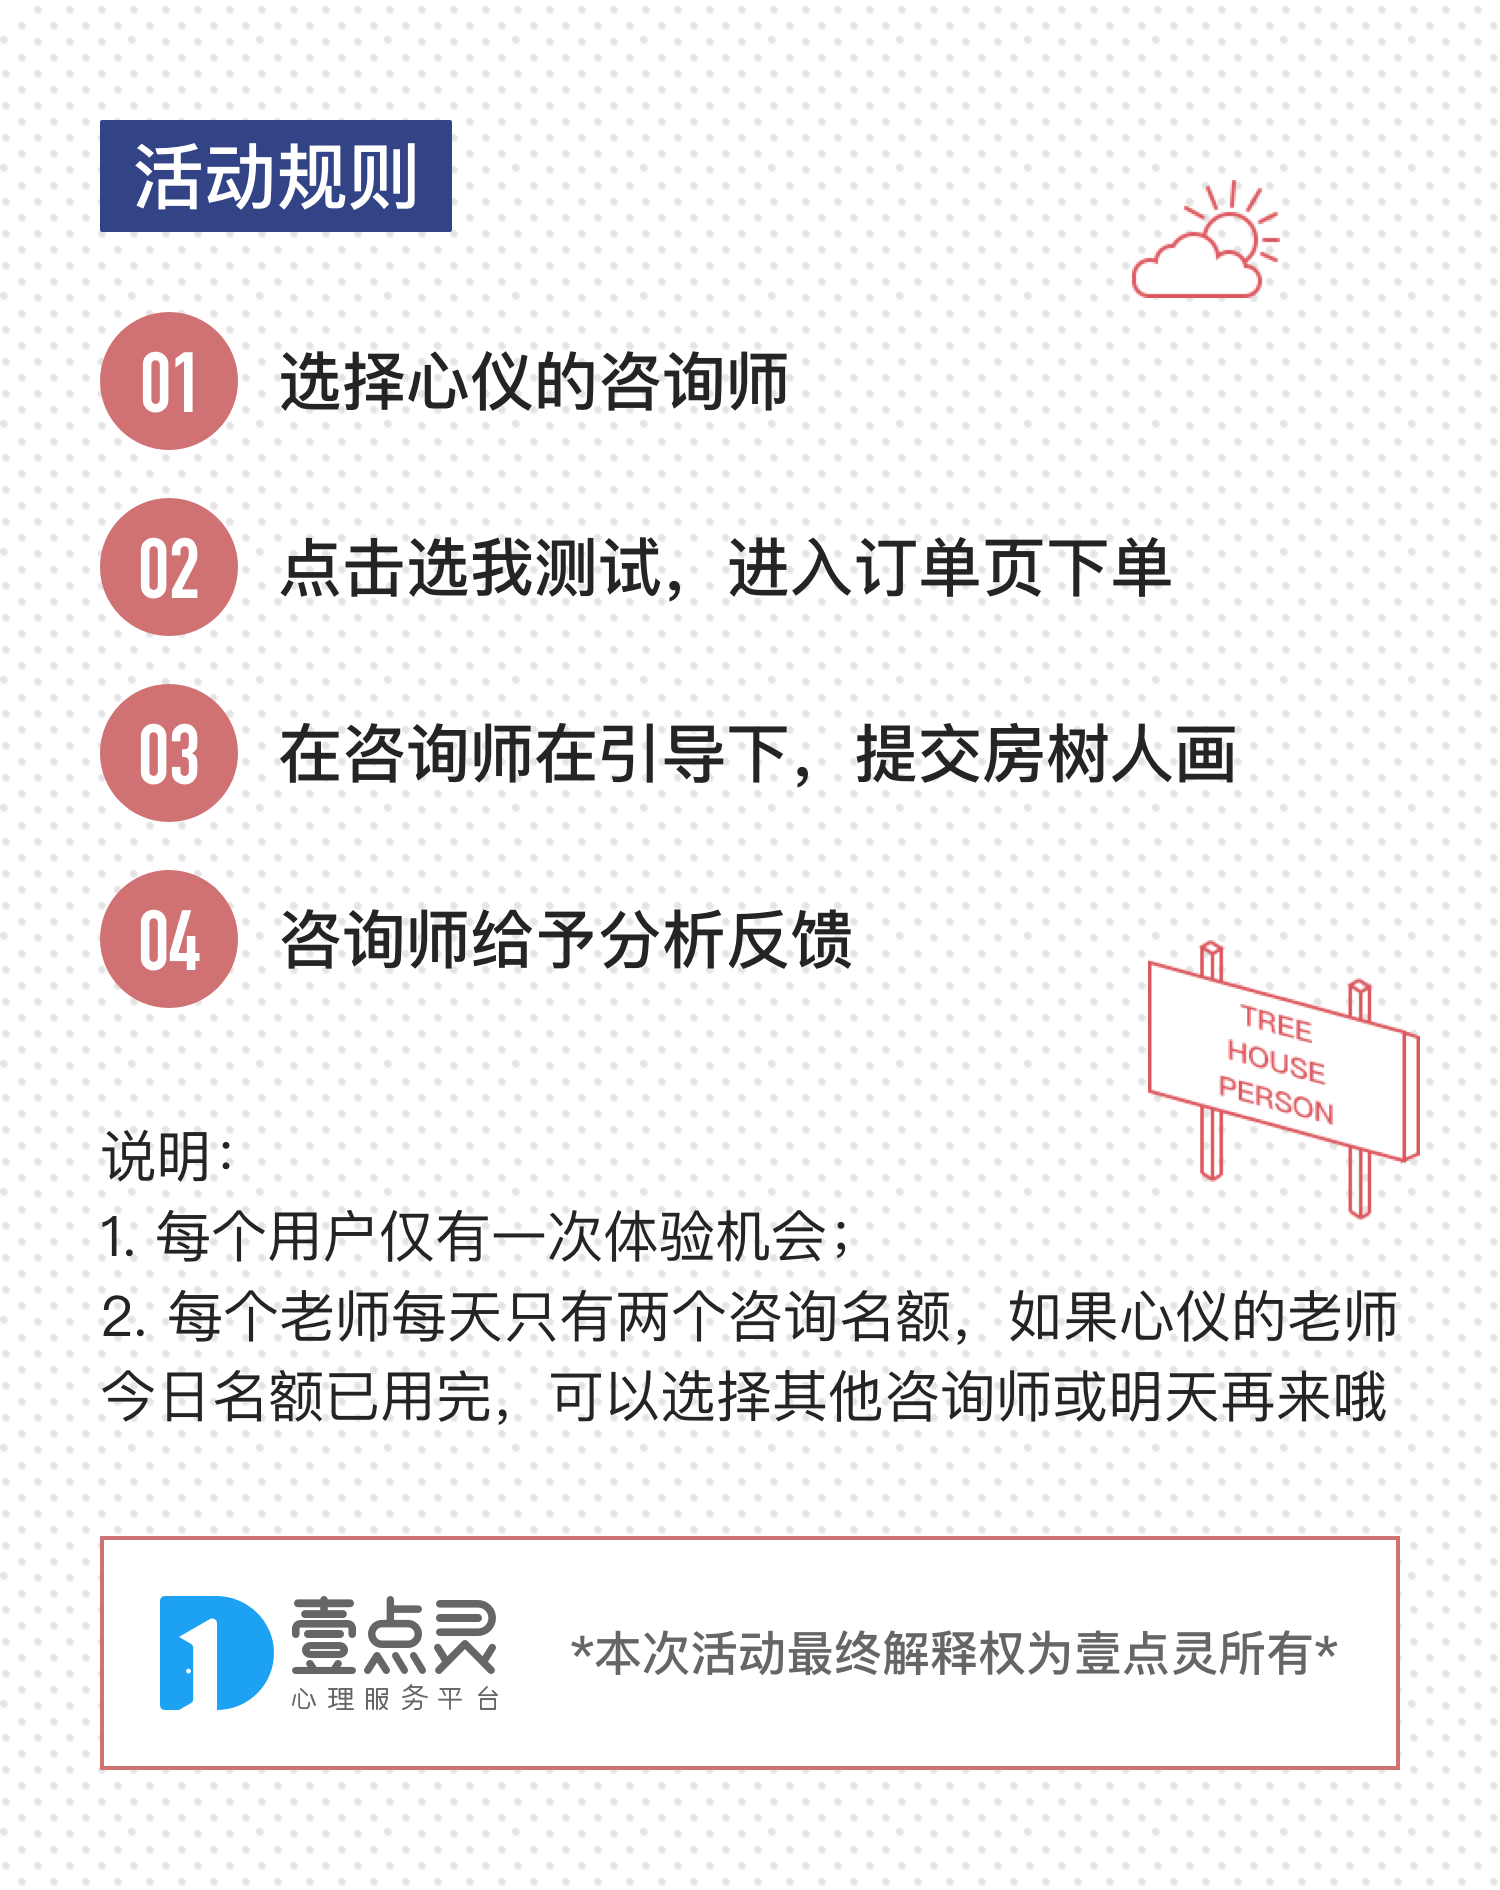 活动规则
01 选择心仪的咨询师
02 点击选我测试，进入订单页下单
03 在咨询师在引导下，提交房树人画
04 咨询师给予分析反馈
TREE
HOUSE
PERSON
说明：
1. 每个用户仅有一次体验机会；
2. 每个老师每天只有两个咨询名额，如果心仪的老师
今日名额已用完，可以选择其他咨询师或明天再来哦
壹点灵
心理服务平台
*本次活动最终解释权为壹点灵所有*